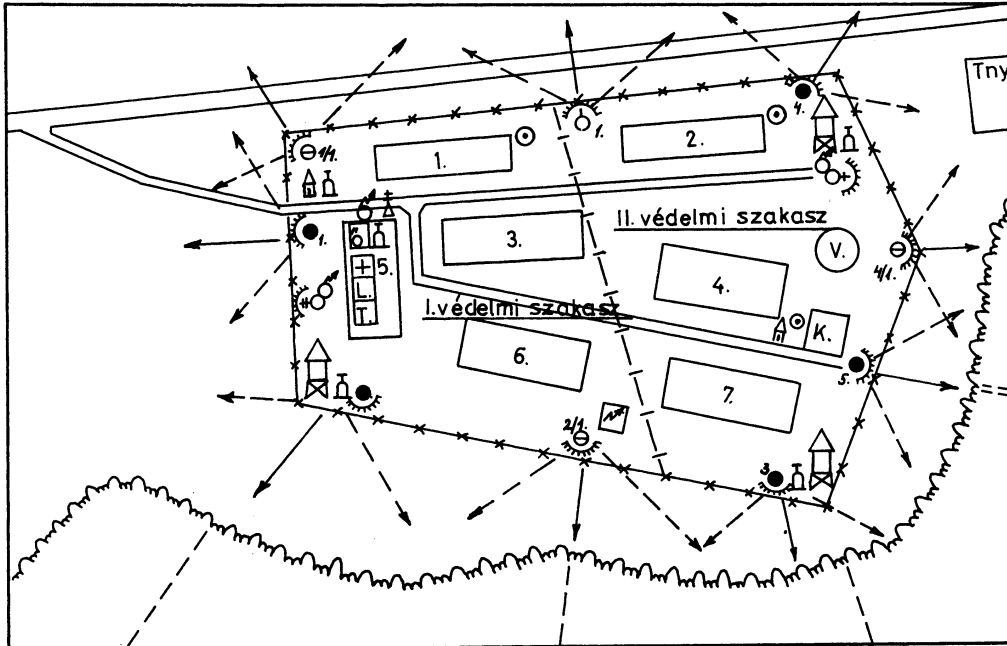 Tny
4.
1.
2.
1/1.
1.
II. védelmi szakasz
1.
3.
V.
5.
+
4.
4/1.
L.
I. védelmi szakasz
T.
K.
6.
5.
7.
2/1.
3